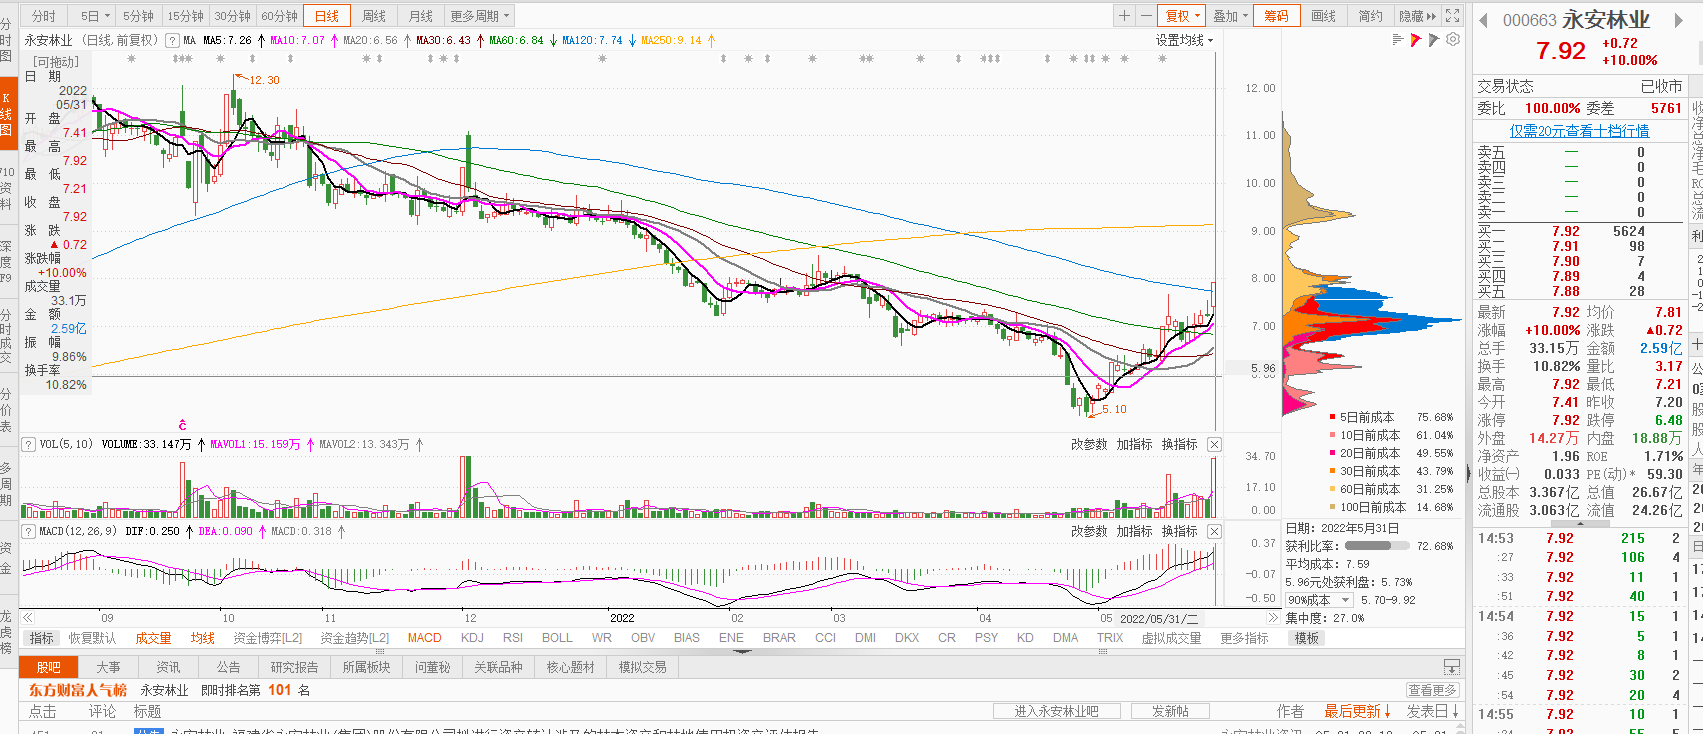 分时 5日 5分钟 15分钟 30分钟 60分钟 日线 周线 月线 更多周期
复权 叠加 筹码 画线 简约 隐藏
000663 永安林业
永安林业 (日线,前复权) ? MA MA5:7.26 MA10:7.07 MA20:6.56 MA30:6.43 MA60:6.84 MA120:7.74 MA250:9.14
设置均线
7.92 +0.72
+10.00%
[可拖动]
日 期
2022
05/31
开 盘
7.41
最 高
7.92
最 低
7.21
收 盘
7.92
涨 跌
▲ 0.72
涨跌幅
+10.00%
成交量
33.1万
金 额
2.59亿
振 幅
9.86%
换手率
10.82%
12.30
5.10
ĉ
12.00
11.00
10.00
9.00
8.00
7.00
5.96
5日前成本 75.68%
10日前成本 61.04%
20日前成本 49.55%
30日前成本 43.79%
60日前成本 31.25%
100日前成本 14.68%
日期: 2022年5月31日
获利比率: 72.68%
平均成本: 7.59
5.96元处获利盘: 5.73%
90%成本 5.70-9.92
集中度: 27.0%
交易状态 已收市
委比 100.00% 委差 5761
仅需20元查看十档行情
卖五 — 0
卖四 — 0
卖三 — 0
卖二 — 0
卖一 — 0
买一 7.92 5624
买二 7.91 98
买三 7.90 7
买四 7.89 4
买五 7.88 28
最新 7.92 均价 7.81
涨幅 +10.00% 涨跌 ▲0.72
总手 33.15万 金额 2.59亿
换手 10.82% 量比 3.17
最高 7.92 最低 7.21
今开 7.41 昨收 7.20
涨停 7.92 跌停 6.48
外盘 14.27万 内盘 18.88万
净资产 1.96 ROE 1.71%
收益㈠ 0.033 PE(动)* 59.30
总股本 3.367亿 总值 26.67亿
流通股 3.063亿 流值 24.26亿
14:53 7.92 215 2
:27 7.92 106 4
:33 7.92 11 1
:51 7.92 40 1
14:54 7.92 15 1
:36 7.92 5 1
:42 7.92 8 1
:45 7.92 30 2
:54 7.92 20 4
14:55 7.92 10 1
? VOL(5,10) VOLUME:33.147万 MAVOL1:15.159万 MAVOL2:13.343万
改参数 加指标 换指标
34.70
17.10
0.00
? MACD(12,26,9) DIF:0.250 DEA:0.090 MACD:0.318
改参数 加指标 换指标
0.37
-0.07
-0.50
09 10 11 12 2022 02 03 04 05 2022/05/31/二
指标 恢复默认 成交量 均线 资金博弈[L2] 资金趋势[L2] MACD KDJ RSI BOLL WR OBV BIAS ENE BRAR CCI DMI DKX CR PSY KD DMA TRIX 虚拟成交量 更多指标 模板
股吧 大事 资讯 公告 研究报告 所属板块 问董秘 关联品种 核心题材 模拟交易
东方财富人气榜 永安林业 即时排名第 101 名
查看更多
点击 评论 标题
进入永安林业吧 发新帖 作者 最后更新↓ 发表日↓